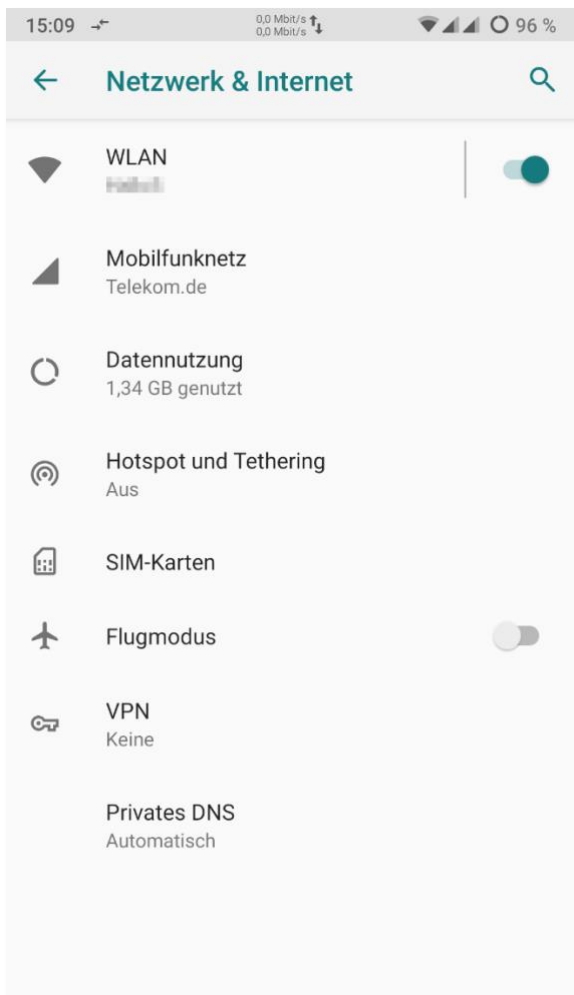 15:09 0,0 Mbit/s 96 %
0,0 Mbit/s
Netzwerk & Internet
WLAN
Mobilfunknetz
Telekom.de
Datennutzung
1,34 GB genutzt
Hotspot und Tethering
Aus
SIM-Karten
Flugmodus
VPN
Keine
Privates DNS
Automatisch